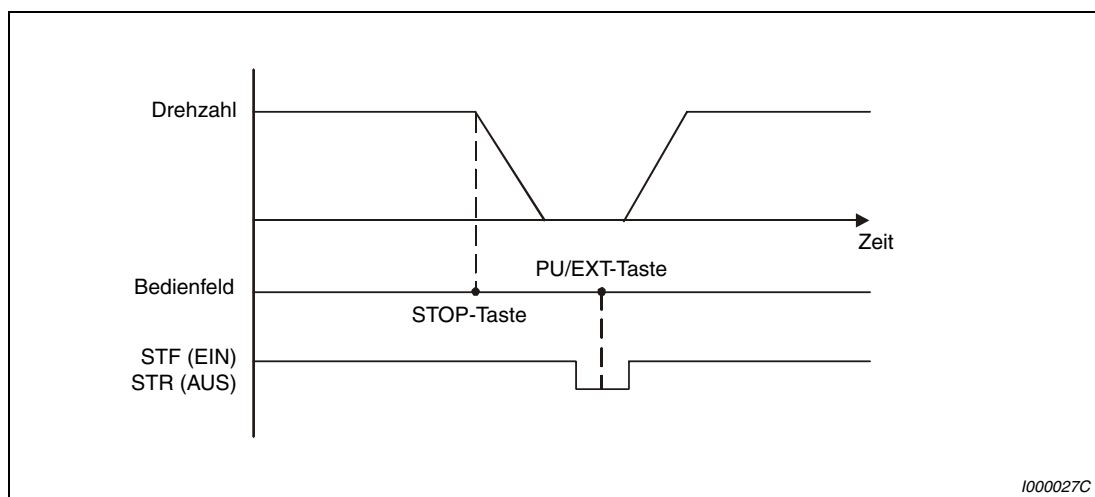 Drehzahl
Zeit
PU/EXT-Taste
Bedienfeld
STOP-Taste
STF (EIN)
STR (AUS)
I000027C